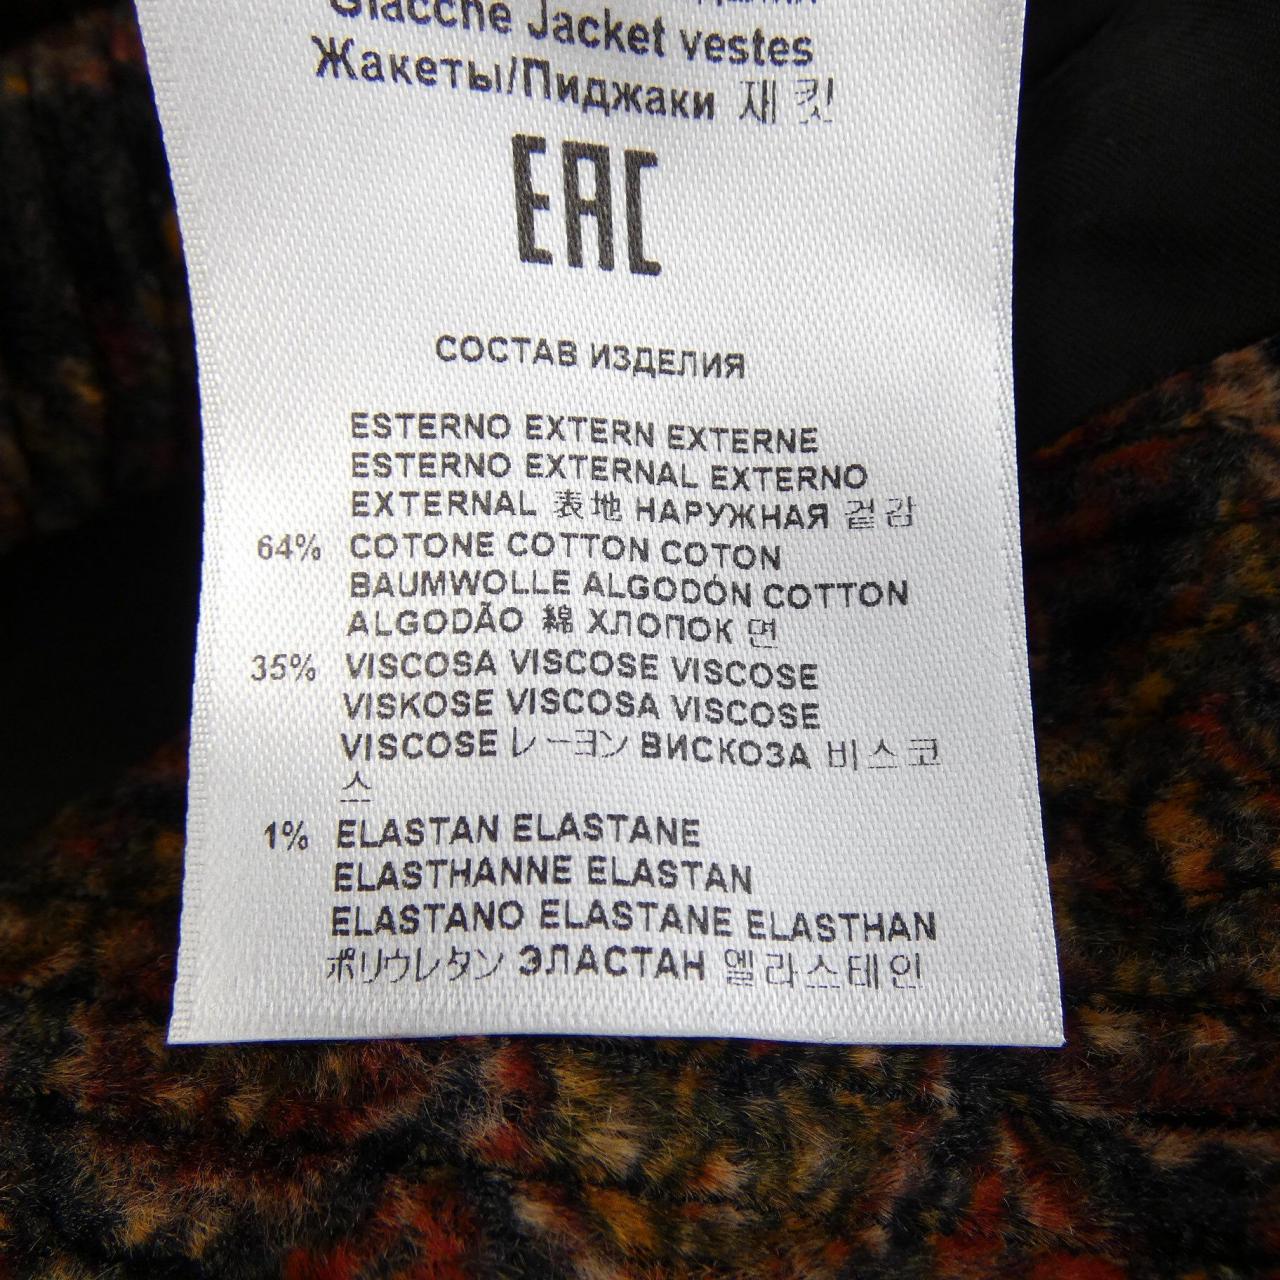 Giacche Jacket vestes
Жакеты/Пиджаки 재킷
EAC
СОСТАВ ИЗДЕЛИЯ
ESTERNO EXTERN EXTERNE
ESTERNO EXTERNAL EXTERNO
EXTERNAL 表地 НАРУЖНАЯ 겉감
64% COTONE COTTON COTON
BAUMWOLLE ALGODÓN COTTON
ALGODÃO 綿 ХЛОПОК 면
35% VISCOSA VISCOSE VISCOSE
VISKOSE VISCOSA VISCOSE
VISCOSE レーヨン ВИСКОЗА 비스코
스
1% ELASTAN ELASTANE
ELASTHANNE ELASTAN
ELASTANO ELASTANE ELASTHAN
ポリウレタン ЭЛАСТАН 엘라스테인